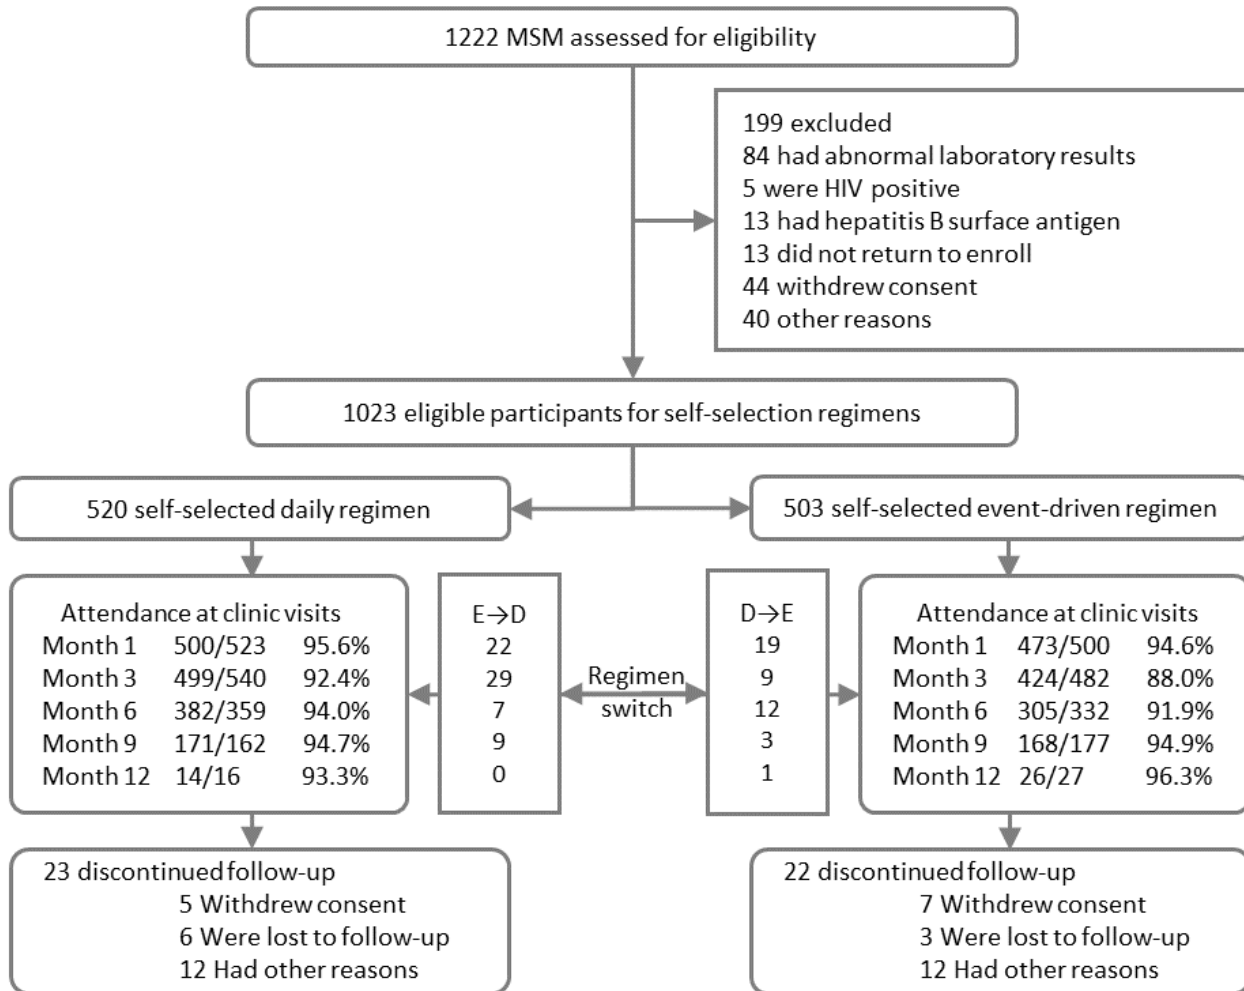 1222 MSM assessed for eligibility
199 excluded
84 had abnormal laboratory results
5 were HIV positive
13 had hepatitis B surface antigen
13 did not return to enroll
44 withdrew consent
40 other reasons
1023 eligible participants for self-selection regimens
520 self-selected daily regimen
503 self-selected event-driven regimen
Attendance at clinic visits
Month 1 500/523 95.6%
Month 3 499/540 92.4%
Month 6 382/359 94.0%
Month 9 171/162 94.7%
Month 12 14/16 93.3%
E→D
22
29
7
9
0
Regimen
switch
D→E
19
9
12
3
1
Attendance at clinic visits
Month 1 473/500 94.6%
Month 3 424/482 88.0%
Month 6 305/332 91.9%
Month 9 168/177 94.9%
Month 12 26/27 96.3%
23 discontinued follow-up
5 Withdrew consent
6 Were lost to follow-up
12 Had other reasons
22 discontinued follow-up
7 Withdrew consent
3 Were lost to follow-up
12 Had other reasons